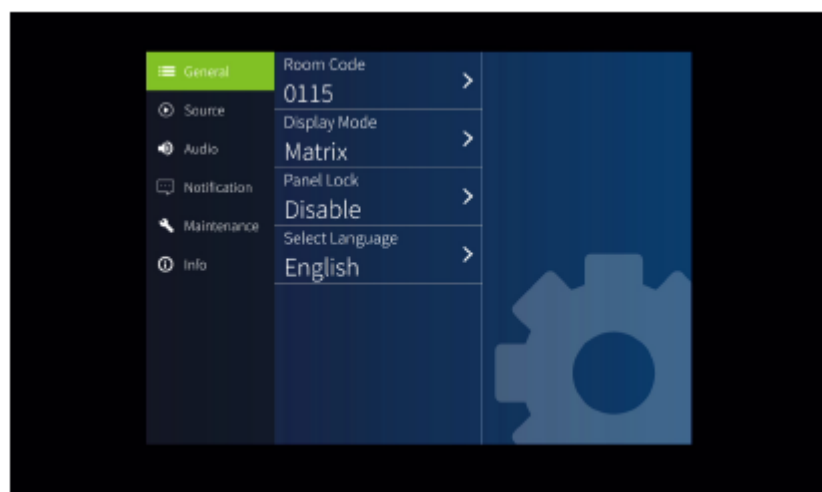 General
Source
Audio
Notification
Maintenance
Info
Room Code
0115
Display Mode
Matrix
Panel Lock
Disable
Select Language
English